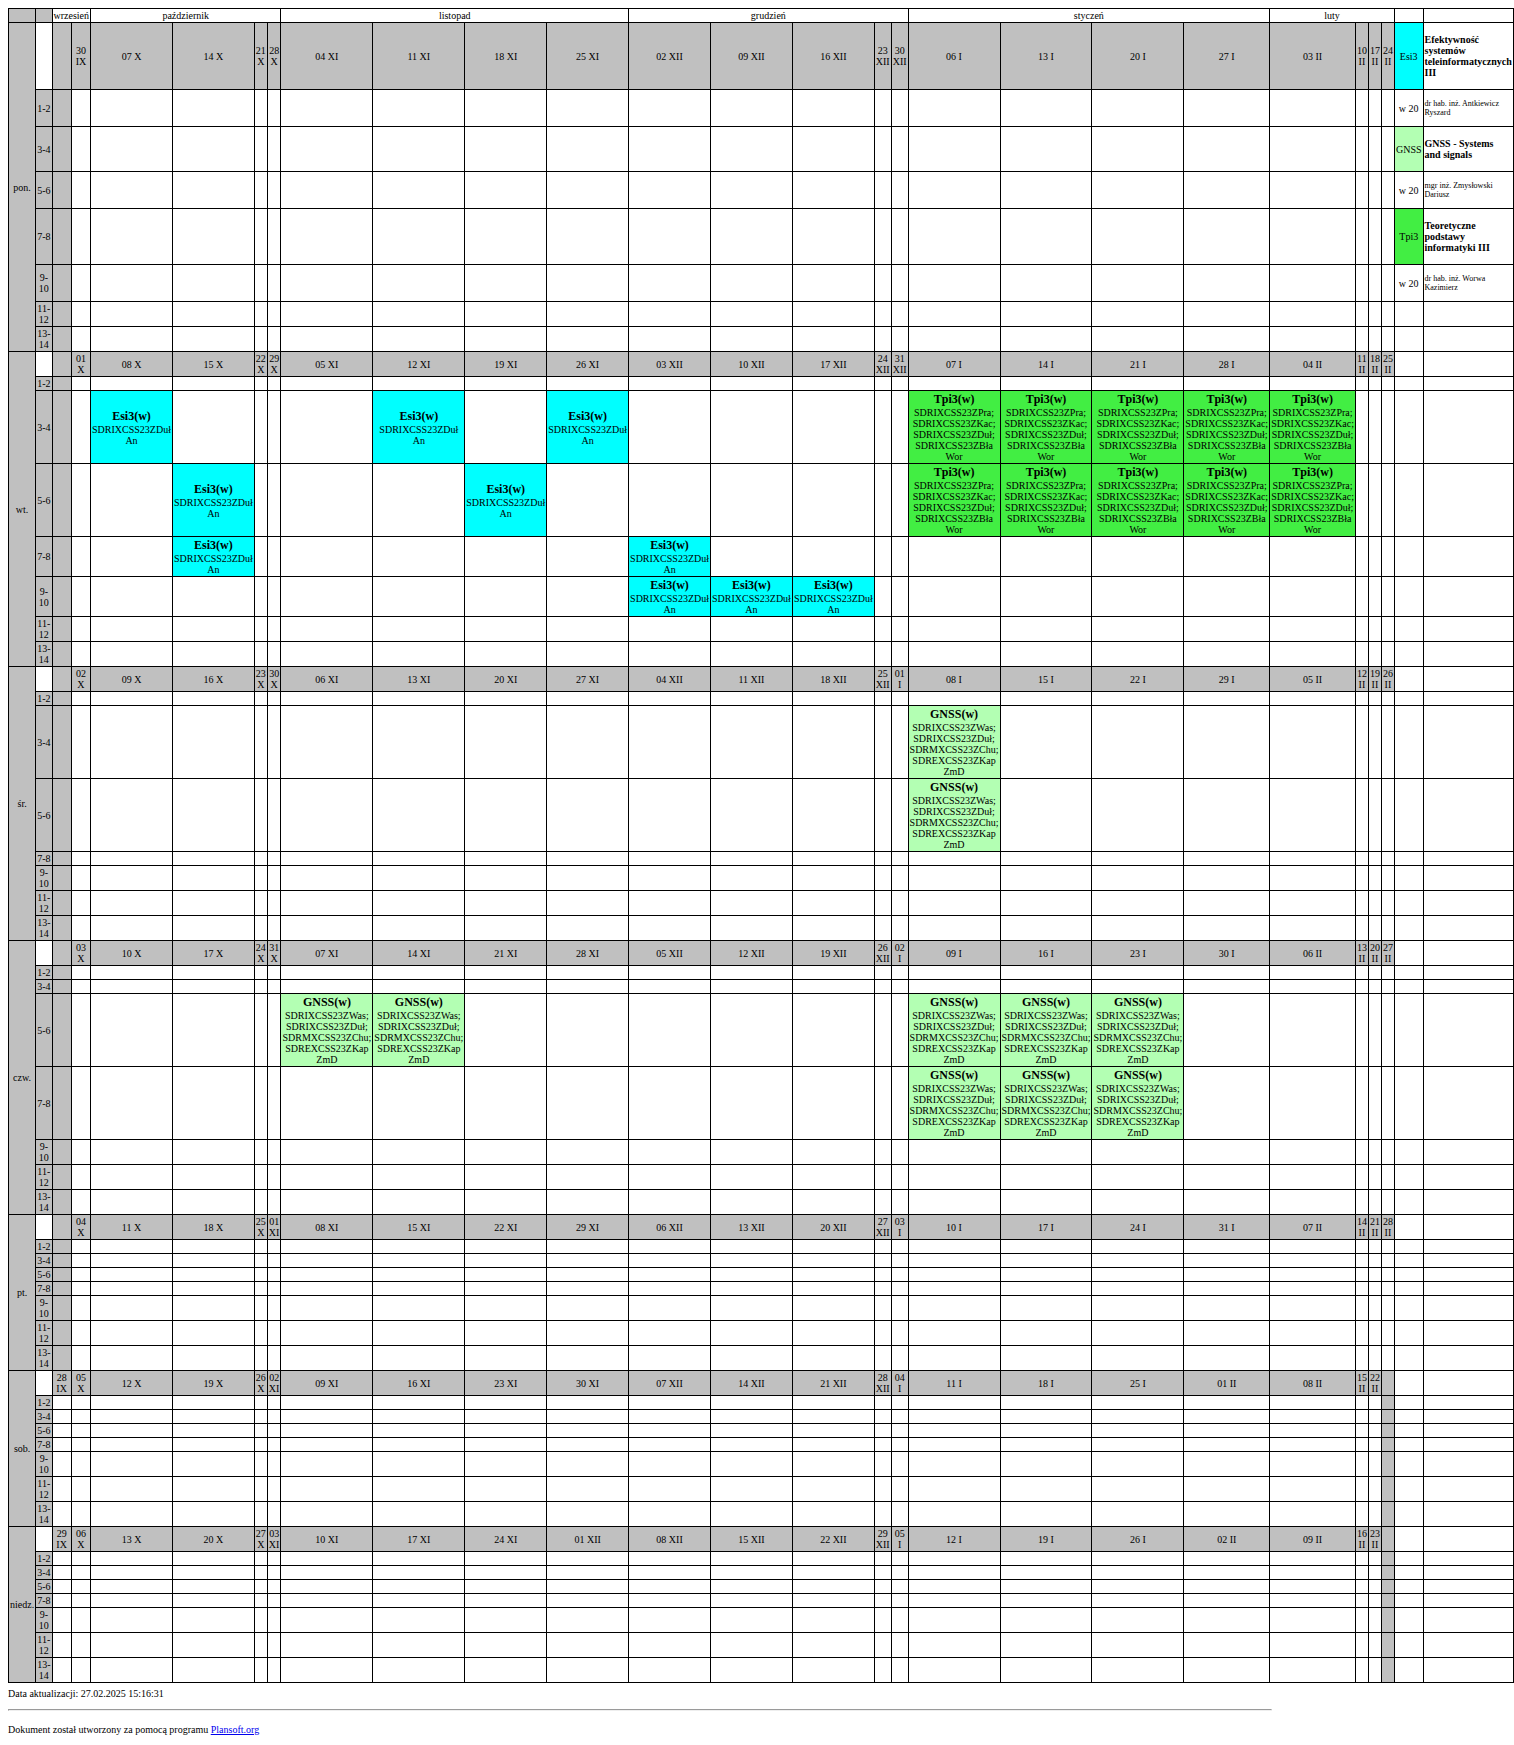 wrzesień październik listopad grudzień styczeń luty
pon. 30 IX 07 X 14 X 21 X 28 X 04 XI 11 XI 18 XI 25 XI 02 XII 09 XII 16 XII 23 XII 30 XII 06 I 13 I 20 I 27 I 03 II 10 II 17 II 24 II Esi3 Efektywność systemów teleinformatycznych III
1-2 w 20 dr hab. inż. Antkiewicz Ryszard
3-4 GNSS GNSS - Systems and signals
5-6 w 20 mgr inż. Zmysłowski Dariusz
7-8 Tpi3 Teoretyczne podstawy informatyki III
9-10 w 20 dr hab. inż. Worwa Kazimierz
11-12
13-14
wt. 01 X 08 X 15 X 22 X 29 X 05 XI 12 XI 19 XI 26 XI 03 XII 10 XII 17 XII 24 XII 31 XII 07 I 14 I 21 I 28 I 04 II 11 II 18 II 25 II
1-2
3-4 Esi3(w) SDRIXCSS23ZDuł An Esi3(w) SDRIXCSS23ZDuł An Esi3(w) SDRIXCSS23ZDuł An Tpi3(w) SDRIXCSS23ZPra; SDRIXCSS23ZKac; SDRIXCSS23ZDuł; SDRIXCSS23ZBła Wor Tpi3(w) SDRIXCSS23ZPra; SDRIXCSS23ZKac; SDRIXCSS23ZDuł; SDRIXCSS23ZBła Wor Tpi3(w) SDRIXCSS23ZPra; SDRIXCSS23ZKac; SDRIXCSS23ZDuł; SDRIXCSS23ZBła Wor Tpi3(w) SDRIXCSS23ZPra; SDRIXCSS23ZKac; SDRIXCSS23ZDuł; SDRIXCSS23ZBła Wor Tpi3(w) SDRIXCSS23ZPra; SDRIXCSS23ZKac; SDRIXCSS23ZDuł; SDRIXCSS23ZBła Wor
5-6 Esi3(w) SDRIXCSS23ZDuł An Esi3(w) SDRIXCSS23ZDuł An Tpi3(w) SDRIXCSS23ZPra; SDRIXCSS23ZKac; SDRIXCSS23ZDuł; SDRIXCSS23ZBła Wor Tpi3(w) SDRIXCSS23ZPra; SDRIXCSS23ZKac; SDRIXCSS23ZDuł; SDRIXCSS23ZBła Wor Tpi3(w) SDRIXCSS23ZPra; SDRIXCSS23ZKac; SDRIXCSS23ZDuł; SDRIXCSS23ZBła Wor Tpi3(w) SDRIXCSS23ZPra; SDRIXCSS23ZKac; SDRIXCSS23ZDuł; SDRIXCSS23ZBła Wor Tpi3(w) SDRIXCSS23ZPra; SDRIXCSS23ZKac; SDRIXCSS23ZDuł; SDRIXCSS23ZBła Wor
7-8 Esi3(w) SDRIXCSS23ZDuł An Esi3(w) SDRIXCSS23ZDuł An
9-10 Esi3(w) SDRIXCSS23ZDuł An Esi3(w) SDRIXCSS23ZDuł An Esi3(w) SDRIXCSS23ZDuł An
11-12
13-14
śr. 02 X 09 X 16 X 23 X 30 X 06 XI 13 XI 20 XI 27 XI 04 XII 11 XII 18 XII 25 XII 01 I 08 I 15 I 22 I 29 I 05 II 12 II 19 II 26 II
1-2
3-4 GNSS(w) SDRIXCSS23ZWas; SDRIXCSS23ZDuł; SDRMXCSS23ZChu; SDREXCSS23ZKap ZmD
5-6 GNSS(w) SDRIXCSS23ZWas; SDRIXCSS23ZDuł; SDRMXCSS23ZChu; SDREXCSS23ZKap ZmD
7-8
9-10
11-12
13-14
czw. 03 X 10 X 17 X 24 X 31 X 07 XI 14 XI 21 XI 28 XI 05 XII 12 XII 19 XII 26 XII 02 I 09 I 16 I 23 I 30 I 06 II 13 II 20 II 27 II
1-2
3-4
5-6 GNSS(w) SDRIXCSS23ZWas; SDRIXCSS23ZDuł; SDRMXCSS23ZChu; SDREXCSS23ZKap ZmD GNSS(w) SDRIXCSS23ZWas; SDRIXCSS23ZDuł; SDRMXCSS23ZChu; SDREXCSS23ZKap ZmD GNSS(w) SDRIXCSS23ZWas; SDRIXCSS23ZDuł; SDRMXCSS23ZChu; SDREXCSS23ZKap ZmD GNSS(w) SDRIXCSS23ZWas; SDRIXCSS23ZDuł; SDRMXCSS23ZChu; SDREXCSS23ZKap ZmD GNSS(w) SDRIXCSS23ZWas; SDRIXCSS23ZDuł; SDRMXCSS23ZChu; SDREXCSS23ZKap ZmD
7-8 GNSS(w) SDRIXCSS23ZWas; SDRIXCSS23ZDuł; SDRMXCSS23ZChu; SDREXCSS23ZKap ZmD GNSS(w) SDRIXCSS23ZWas; SDRIXCSS23ZDuł; SDRMXCSS23ZChu; SDREXCSS23ZKap ZmD GNSS(w) SDRIXCSS23ZWas; SDRIXCSS23ZDuł; SDRMXCSS23ZChu; SDREXCSS23ZKap ZmD
9-10
11-12
13-14
pt. 04 X 11 X 18 X 25 X 01 XI 08 XI 15 XI 22 XI 29 XI 06 XII 13 XII 20 XII 27 XII 03 I 10 I 17 I 24 I 31 I 07 II 14 II 21 II 28 II
1-2
3-4
5-6
7-8
9-10
11-12
13-14
sob. 28 IX 05 X 12 X 19 X 26 X 02 XI 09 XI 16 XI 23 XI 30 XI 07 XII 14 XII 21 XII 28 XII 04 I 11 I 18 I 25 I 01 II 08 II 15 II 22 II
1-2
3-4
5-6
7-8
9-10
11-12
13-14
niedz. 29 IX 06 X 13 X 20 X 27 X 03 XI 10 XI 17 XI 24 XI 01 XII 08 XII 15 XII 22 XII 29 XII 05 I 12 I 19 I 26 I 02 II 09 II 16 II 23 II
1-2
3-4
5-6
7-8
9-10
11-12
13-14
Data aktualizacji: 27.02.2025 15:16:31
Dokument został utworzony za pomocą programu Plansoft.org